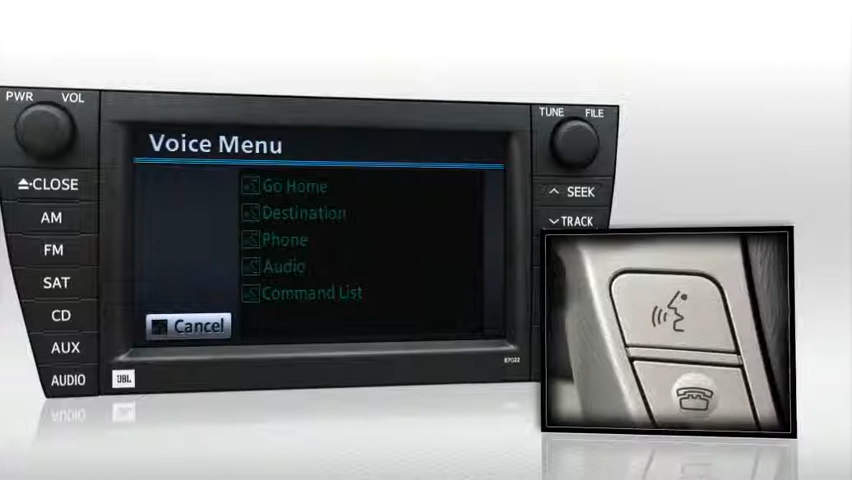 PWR VOL
TUNE FILE
Voice Menu
CLOSE
AM
FM
SAT
CD
AUX
AUDIO
Go Home
Destination
Phone
Audio
Command List
Cancel
SEEK
TRACK
JBL
87022